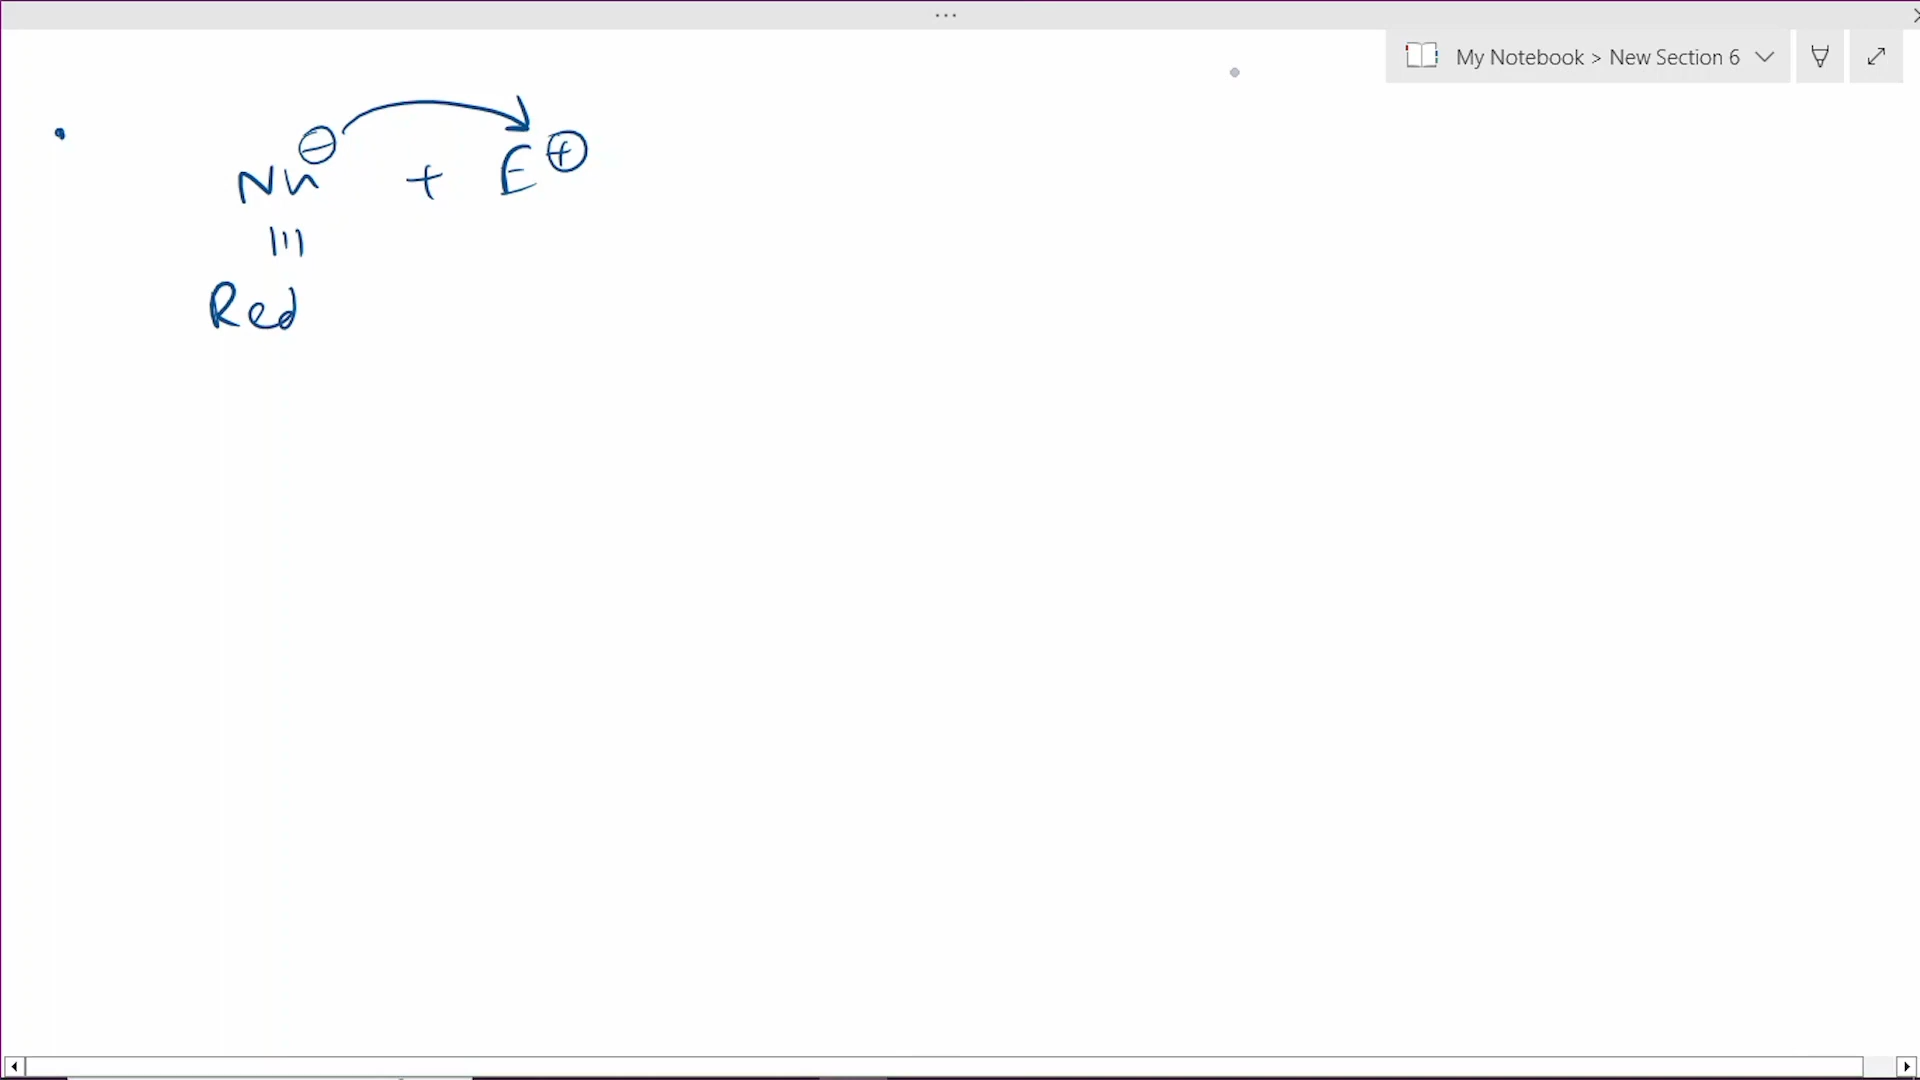 ...
My Notebook > New Section 6
Nu⊖ + E⊕
|||
Red